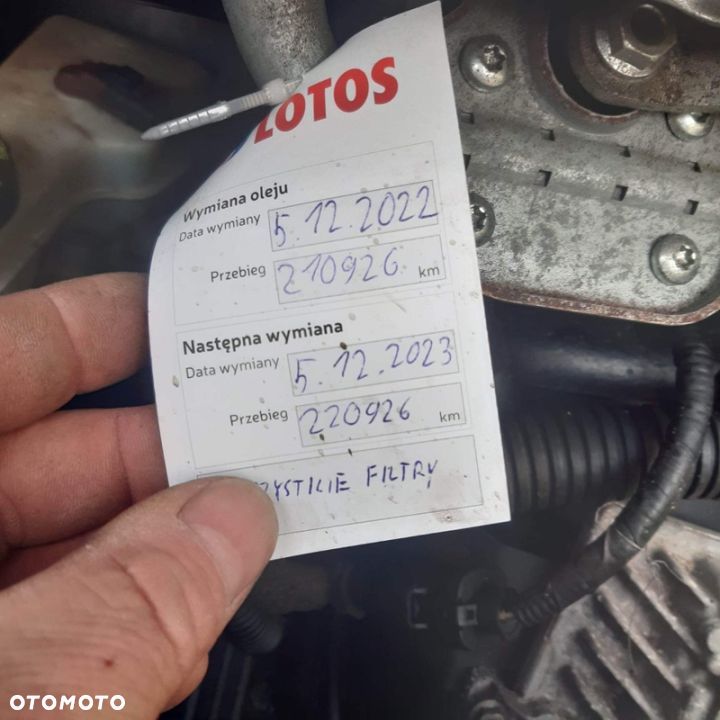 LOTOS
Wymiana oleju
Data wymiany 5.12.2022
Przebieg 210926 km
Następna wymiana
Data wymiany 5.12.2023
Przebieg 220926 km
FILTRY
OTOMOTO